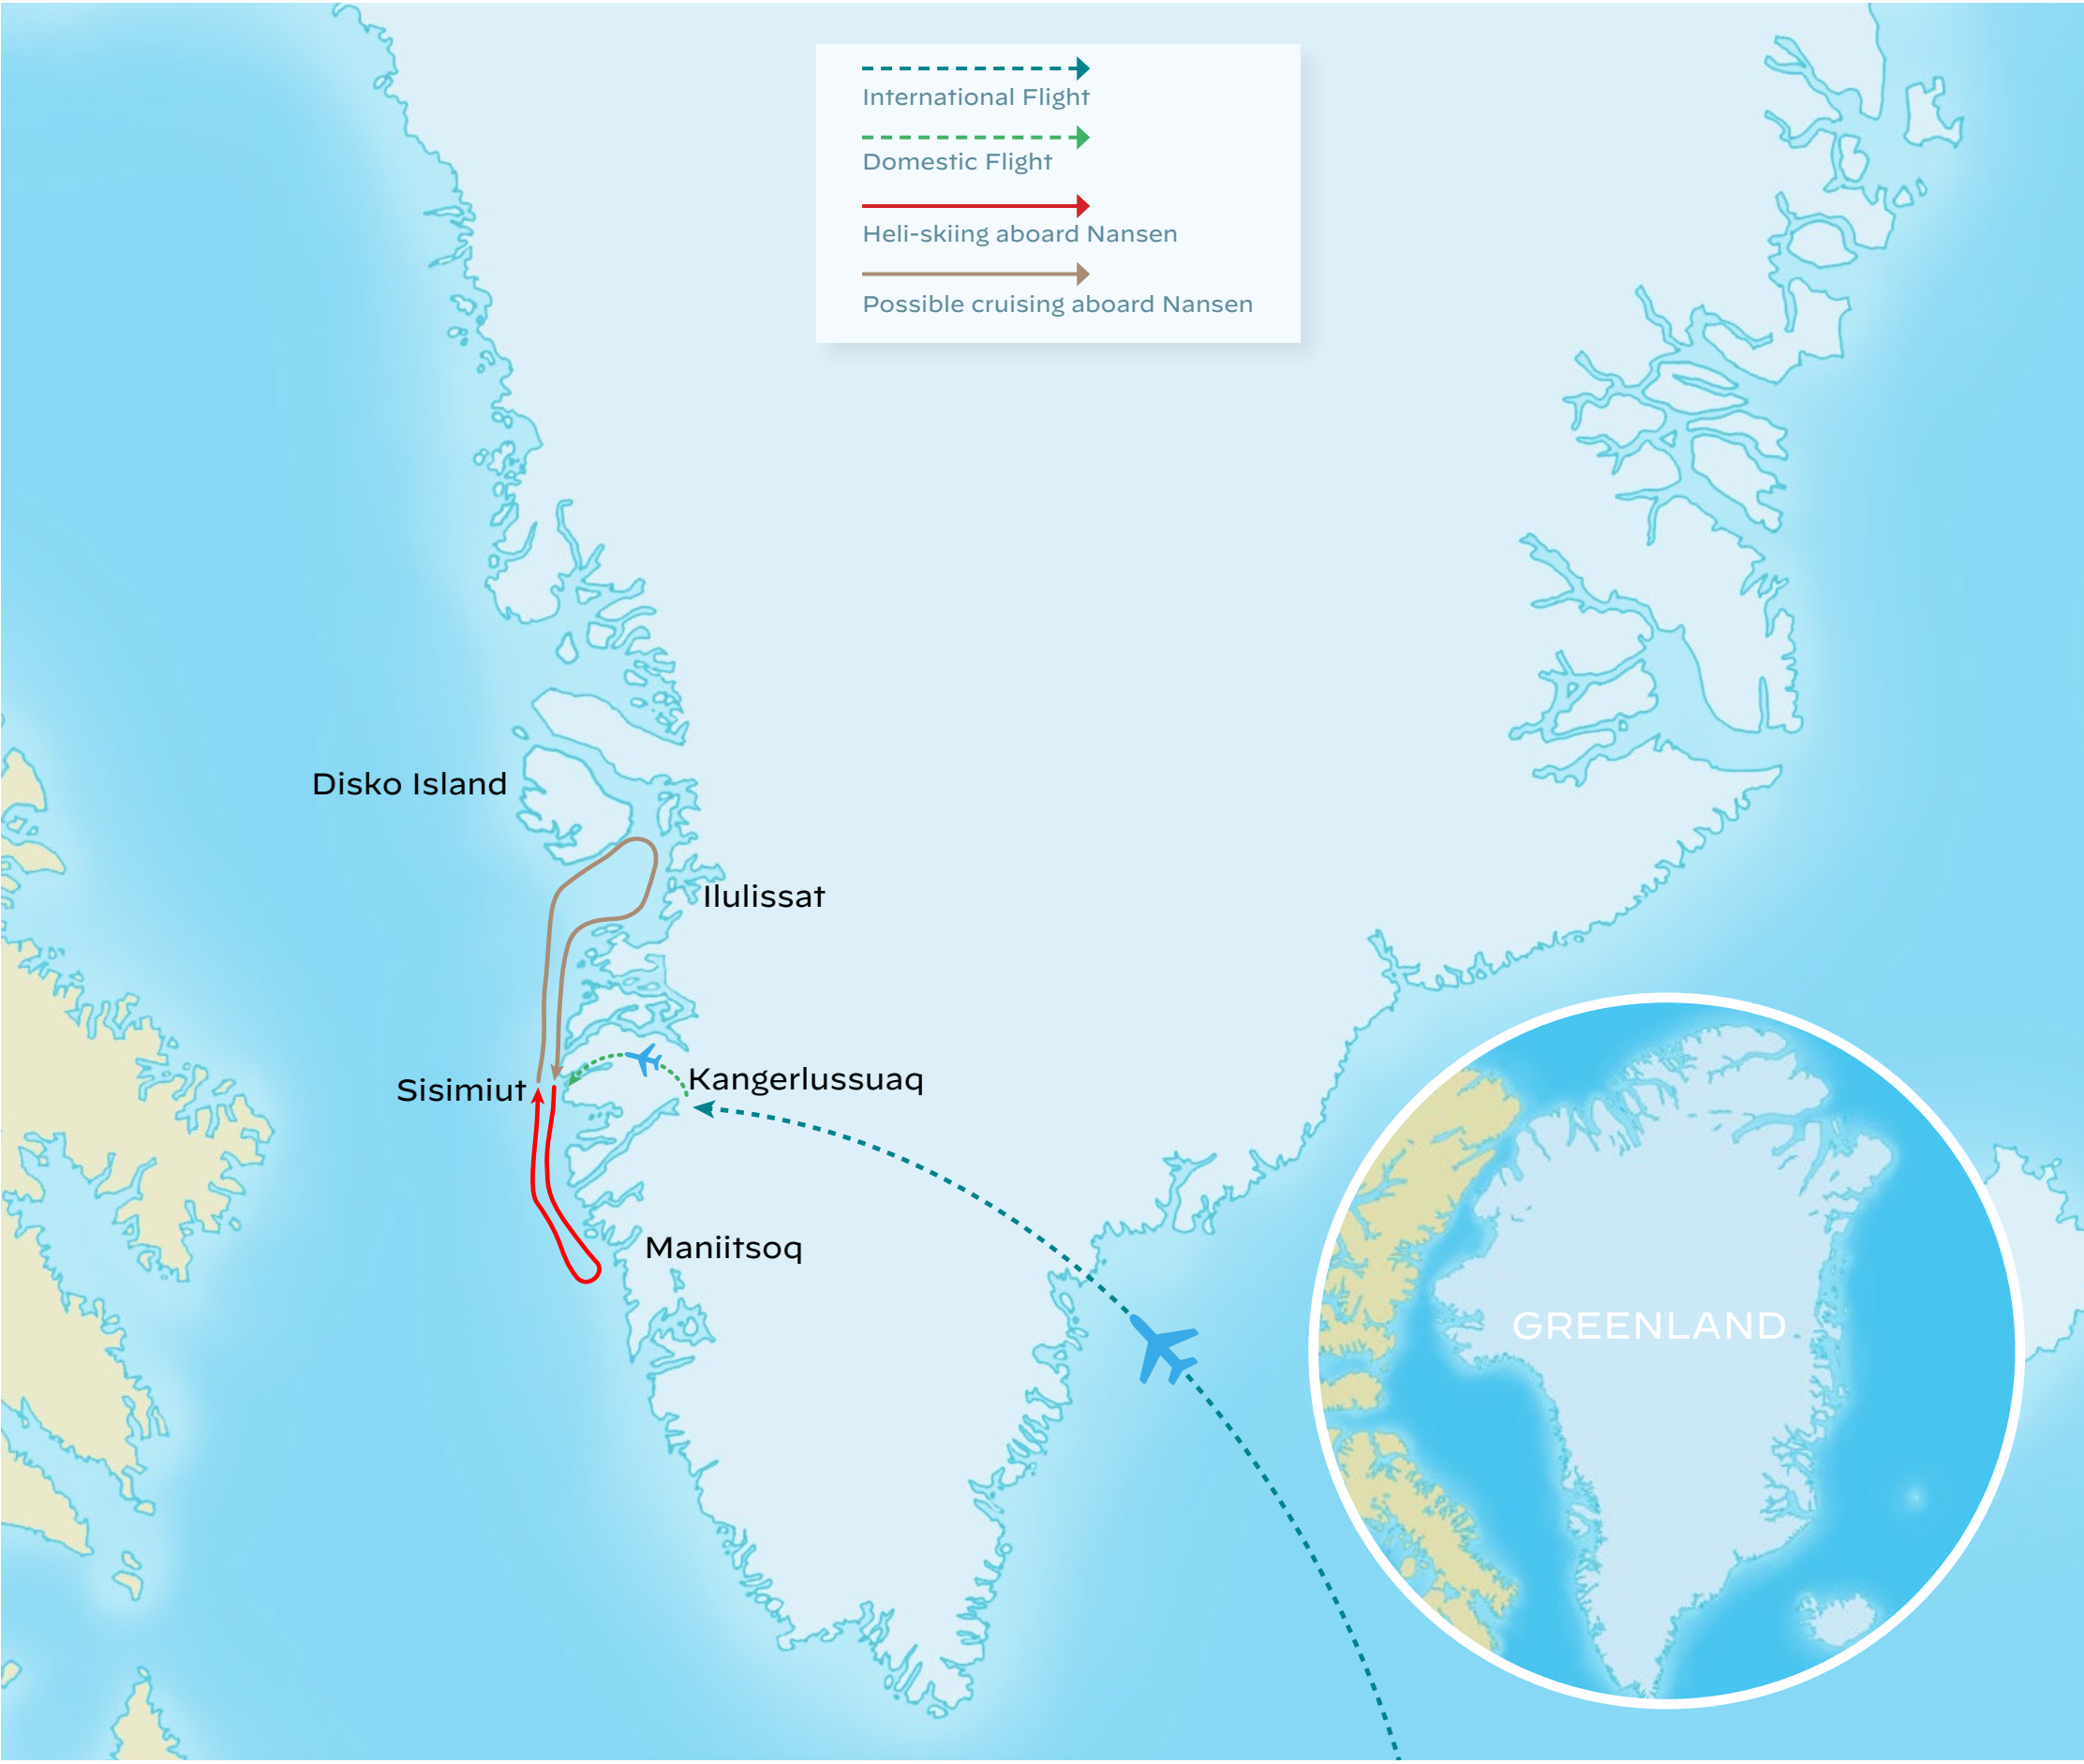 International Flight
Domestic Flight
Heli-skiing aboard Nansen
Possible cruising aboard Nansen
Disko Island
Ilulissat
Kangerlussuaq
Sisimiut
Maniitsoq
GREENLAND